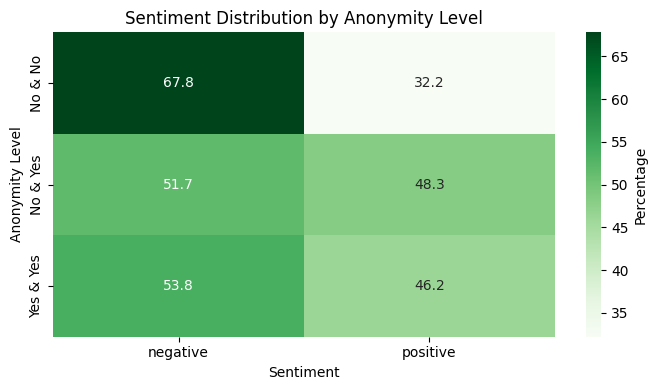 Sentiment Distribution by Anonymity Level
Anonymity Level
No & No
No & Yes
Yes & Yes
67.8
32.2
51.7
48.3
53.8
46.2
negative
positive
Sentiment
65
60
55
50
45
40
35
Percentage